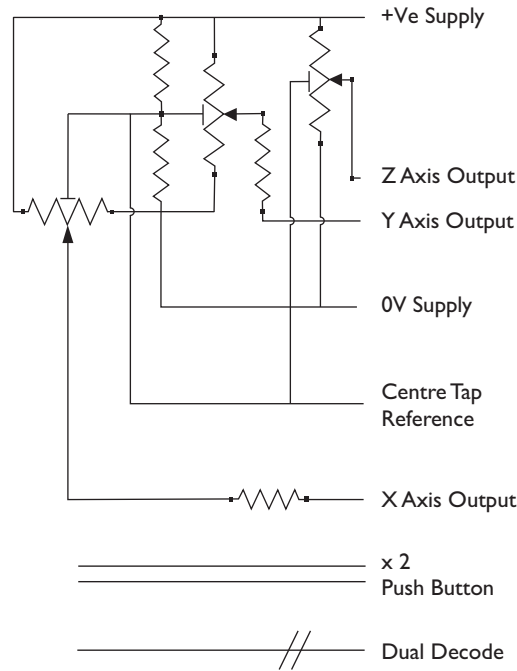 +Ve Supply
Z Axis Output
Y Axis Output
0V Supply
Centre Tap
Reference
X Axis Output
x 2
Push Button
Dual Decode